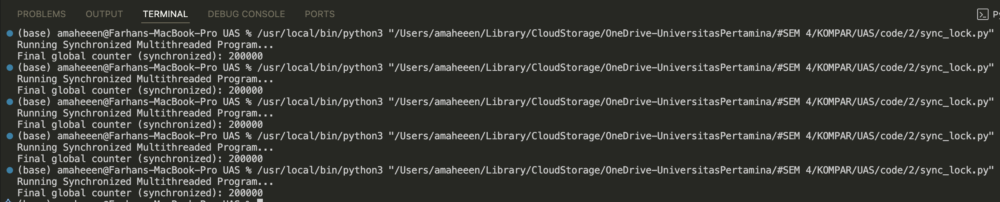 PROBLEMS OUTPUT TERMINAL DEBUG CONSOLE PORTS
(base) amaheeen@Farhans-MacBook-Pro UAS % /usr/local/bin/python3 "/Users/amaheeen/Library/CloudStorage/OneDrive-UniversitasPertamina/#SEM 4/KOMPAR/UAS/code/2/sync_lock.py"
Running Synchronized Multithreaded Program...
Final global counter (synchronized): 200000
(base) amaheeen@Farhans-MacBook-Pro UAS % /usr/local/bin/python3 "/Users/amaheeen/Library/CloudStorage/OneDrive-UniversitasPertamina/#SEM 4/KOMPAR/UAS/code/2/sync_lock.py"
Running Synchronized Multithreaded Program...
Final global counter (synchronized): 200000
(base) amaheeen@Farhans-MacBook-Pro UAS % /usr/local/bin/python3 "/Users/amaheeen/Library/CloudStorage/OneDrive-UniversitasPertamina/#SEM 4/KOMPAR/UAS/code/2/sync_lock.py"
Running Synchronized Multithreaded Program...
Final global counter (synchronized): 200000
(base) amaheeen@Farhans-MacBook-Pro UAS % /usr/local/bin/python3 "/Users/amaheeen/Library/CloudStorage/OneDrive-UniversitasPertamina/#SEM 4/KOMPAR/UAS/code/2/sync_lock.py"
Running Synchronized Multithreaded Program...
Final global counter (synchronized): 200000
(base) amaheeen@Farhans-MacBook-Pro UAS % /usr/local/bin/python3 "/Users/amaheeen/Library/CloudStorage/OneDrive-UniversitasPertamina/#SEM 4/KOMPAR/UAS/code/2/sync_lock.py"
Running Synchronized Multithreaded Program...
Final global counter (synchronized): 200000